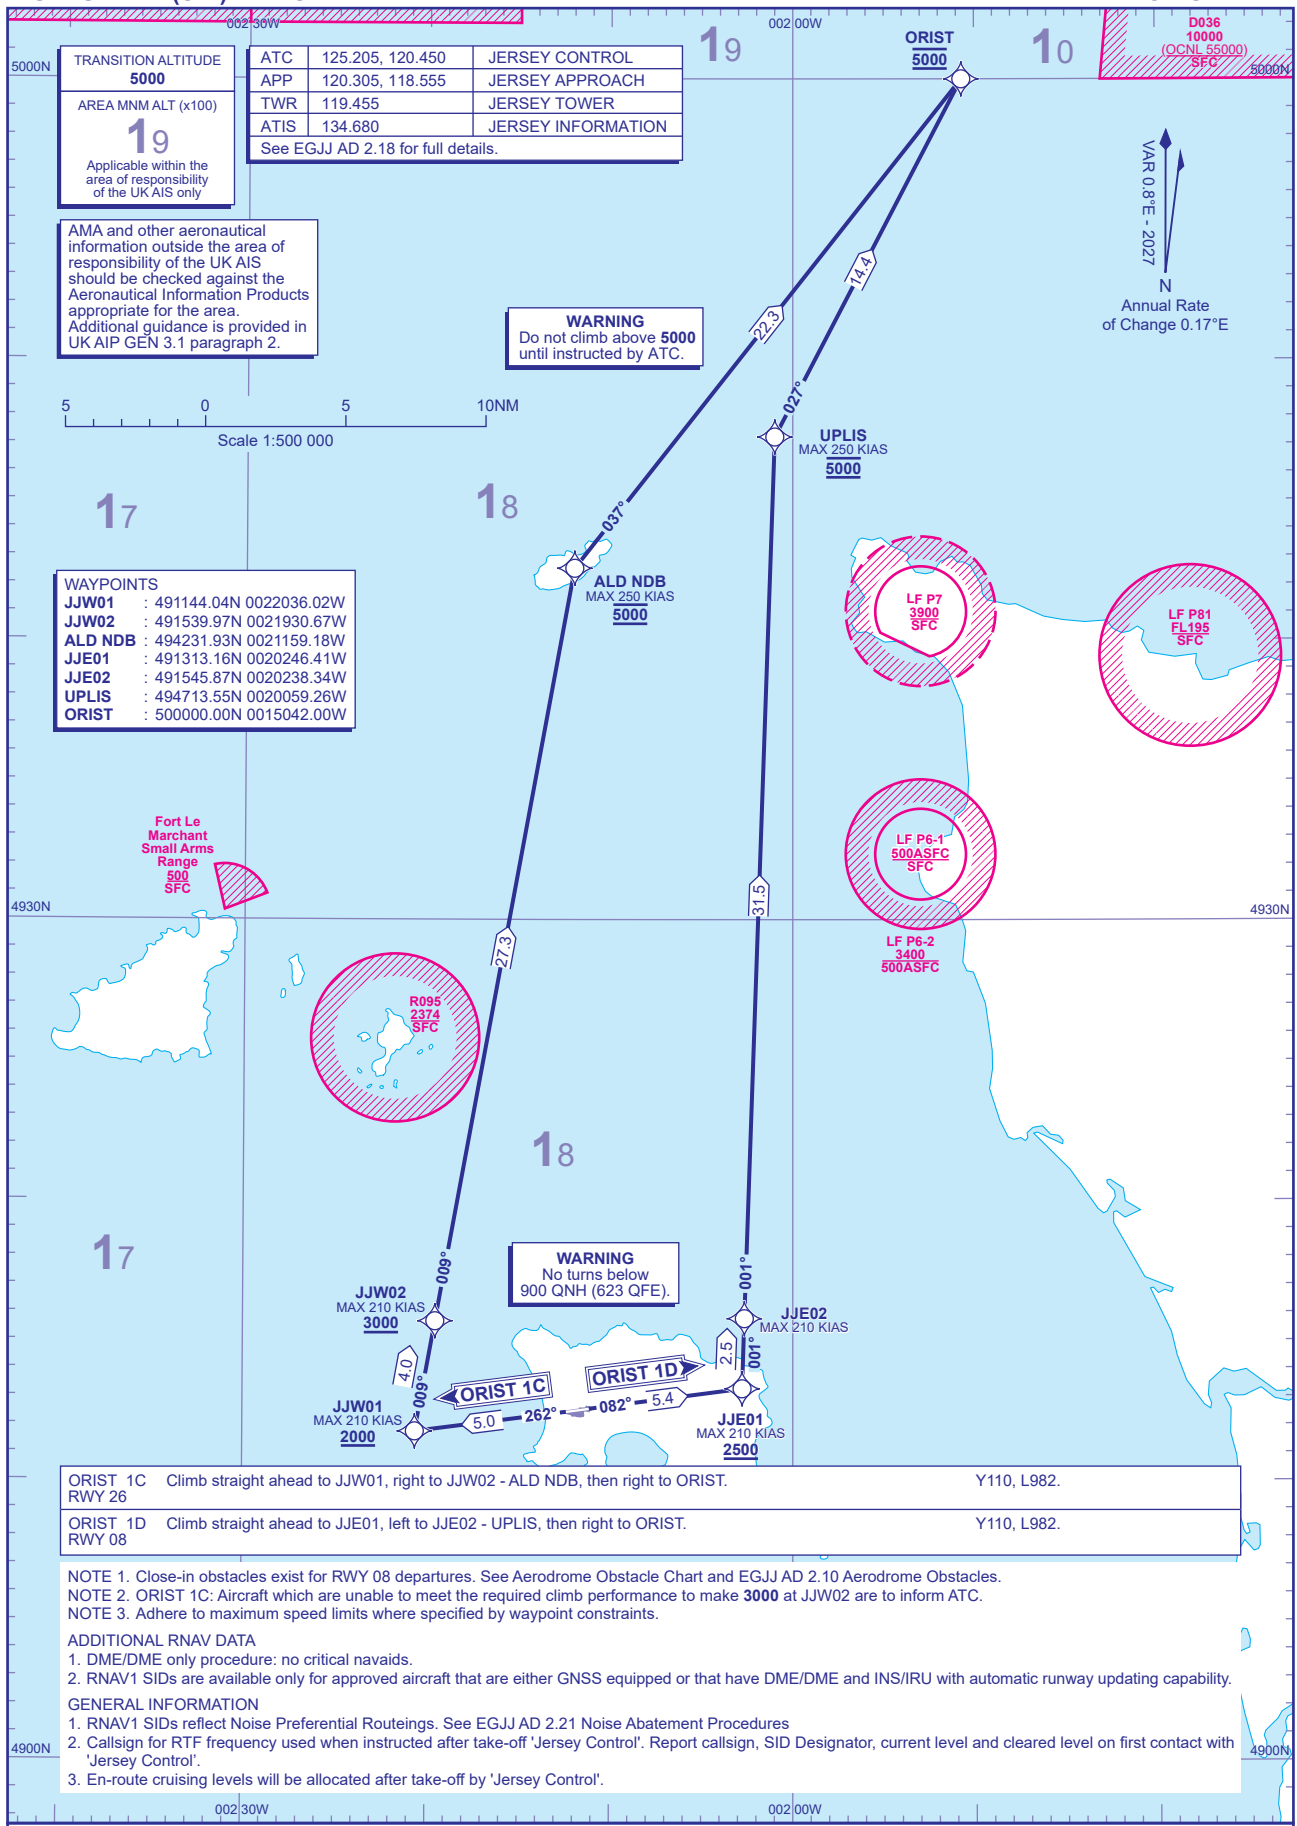 002 30W
002 00W
TRANSITION ALTITUDE
5000
AREA MNM ALT (x100)
19
Applicable within the
area of responsibility
of the UK AIS only
ATC 125.205, 120.450 JERSEY CONTROL
APP 120.305, 118.555 JERSEY APPROACH
TWR 119.455 JERSEY TOWER
ATIS 134.680 JERSEY INFORMATION
See EGJJ AD 2.18 for full details.
19
ORIST
5000
10
D036
10000
(OCNL 55000)
SFC
5000N
5000N
AMA and other aeronautical
information outside the area of
responsibility of the UK AIS
should be checked against the
Aeronautical Information Products
appropriate for the area.
Additional guidance is provided in
UK AIP GEN 3.1 paragraph 2.
VAR 0.8°E - 2027
N
Annual Rate
of Change 0.17°E
14.4
22.3
WARNING
Do not climb above 5000
until instructed by ATC.
5 0 5 10NM
Scale 1:500 000
027°
UPLIS
MAX 250 KIAS
5000
17
18
037°
ALD NDB
MAX 250 KIAS
5000
WAYPOINTS
JJW01 : 491144.04N 0022036.02W
JJW02 : 491539.97N 0021930.67W
ALD NDB : 494231.93N 0021159.18W
JJE01 : 491313.16N 0020246.41W
JJE02 : 491545.87N 0020238.34W
UPLIS : 494713.55N 0020059.26W
ORIST : 500000.00N 0015042.00W
LF P7
3900
SFC
LF P81
FL195
SFC
Fort Le
Marchant
Small Arms
Range
500
SFC
LF P6-1
500ASFC
SFC
31.5
4930N
4930N
LF P6-2
3400
500ASFC
27.3
R095
2374
SFC
18
17
WARNING
No turns below
900 QNH (623 QFE).
009°
001°
JJW02
MAX 210 KIAS
3000
JJE02
MAX 210 KIAS
4.0
009°
2.5
001°
ORIST 1C
ORIST 1D
JJW01
MAX 210 KIAS
2000
5.0
262°
082°
5.4
JJE01
MAX 210 KIAS
2500
ORIST 1C Climb straight ahead to JJW01, right to JJW02 - ALD NDB, then right to ORIST. Y110, L982.
RWY 26
ORIST 1D Climb straight ahead to JJE01, left to JJE02 - UPLIS, then right to ORIST. Y110, L982.
RWY 08
NOTE 1. Close-in obstacles exist for RWY 08 departures. See Aerodrome Obstacle Chart and EGJJ AD 2.10 Aerodrome Obstacles.
NOTE 2. ORIST 1C: Aircraft which are unable to meet the required climb performance to make 3000 at JJW02 are to inform ATC.
NOTE 3. Adhere to maximum speed limits where specified by waypoint constraints.
ADDITIONAL RNAV DATA
1. DME/DME only procedure: no critical navaids.
2. RNAV1 SIDs are available only for approved aircraft that are either GNSS equipped or that have DME/DME and INS/IRU with automatic runway updating capability.
GENERAL INFORMATION
1. RNAV1 SIDs reflect Noise Preferential Routeings. See EGJJ AD 2.21 Noise Abatement Procedures
2. Callsign for RTF frequency used when instructed after take-off 'Jersey Control'. Report callsign, SID Designator, current level and cleared level on first contact with
'Jersey Control'.
3. En-route cruising levels will be allocated after take-off by 'Jersey Control'.
4900N
4900N
002 30W
002 00W